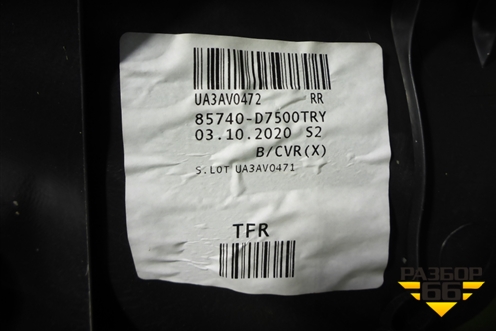 UA3AV0472 RR
85740-D7500TRY
03.10.2020 S2
B/CVR(X)
S.LOT UA3AV0471
TFR
РАЗБОР
66